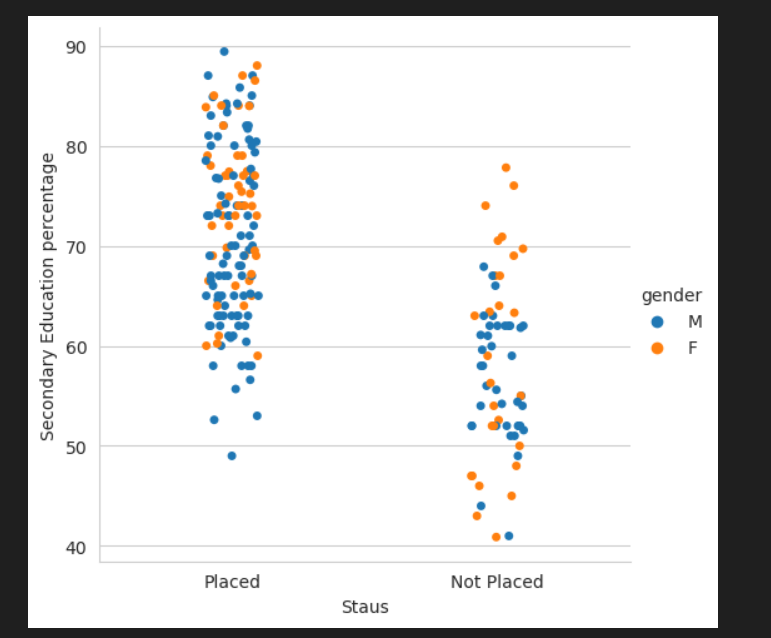 90
80
70
60
50
40
Secondary Education percentage
Placed
Not Placed
Staus
gender
M
F